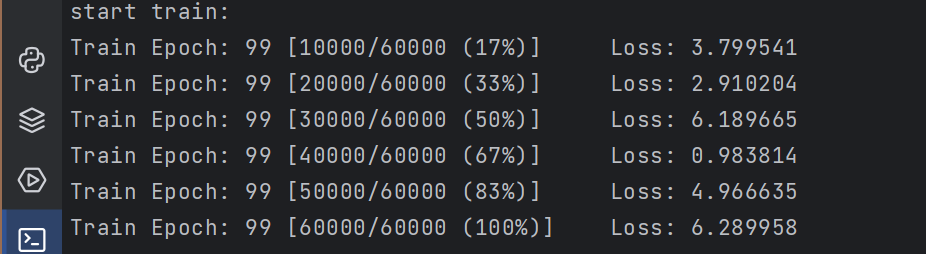 start train:
Train Epoch: 99 [10000/60000 (17%)] Loss: 3.799541
Train Epoch: 99 [20000/60000 (33%)] Loss: 2.910204
Train Epoch: 99 [30000/60000 (50%)] Loss: 6.189665
Train Epoch: 99 [40000/60000 (67%)] Loss: 0.983814
Train Epoch: 99 [50000/60000 (83%)] Loss: 4.966635
Train Epoch: 99 [60000/60000 (100%)] Loss: 6.289958